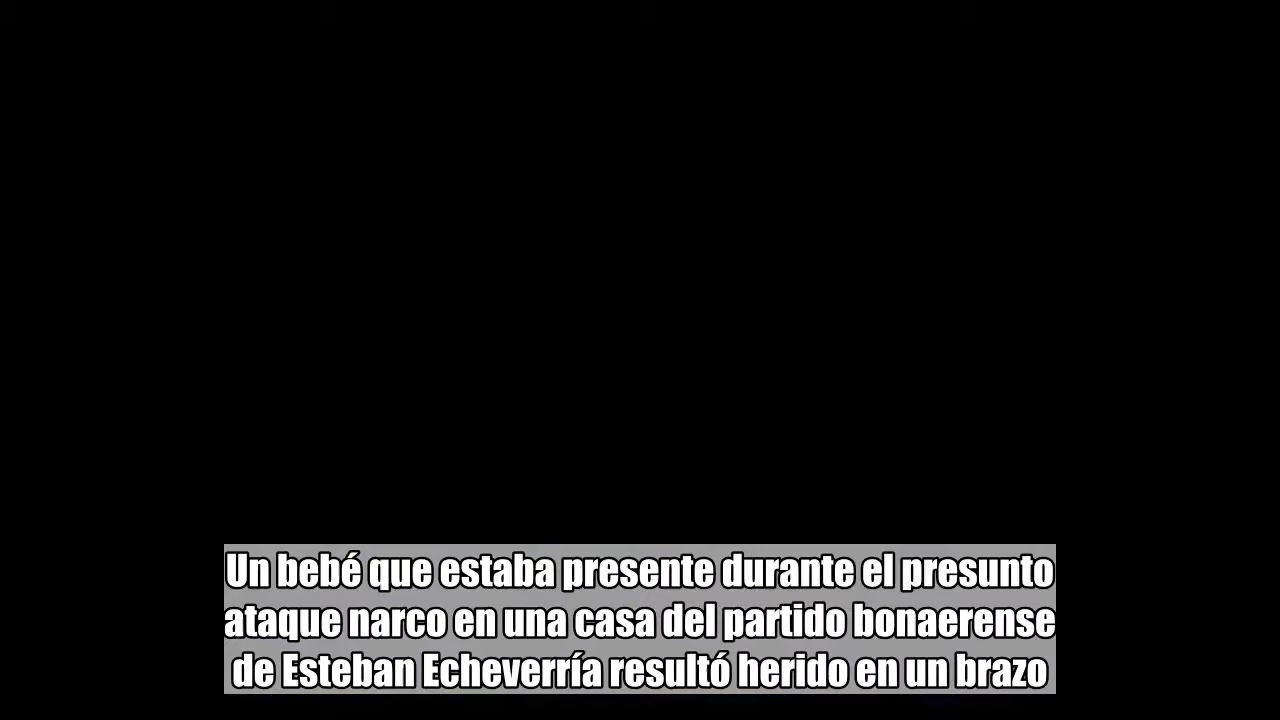 Un bebé que estaba presente durante el presunto
ataque narco en una casa del partido bonaerense
de Esteban Echeverría resultó herido en un brazo